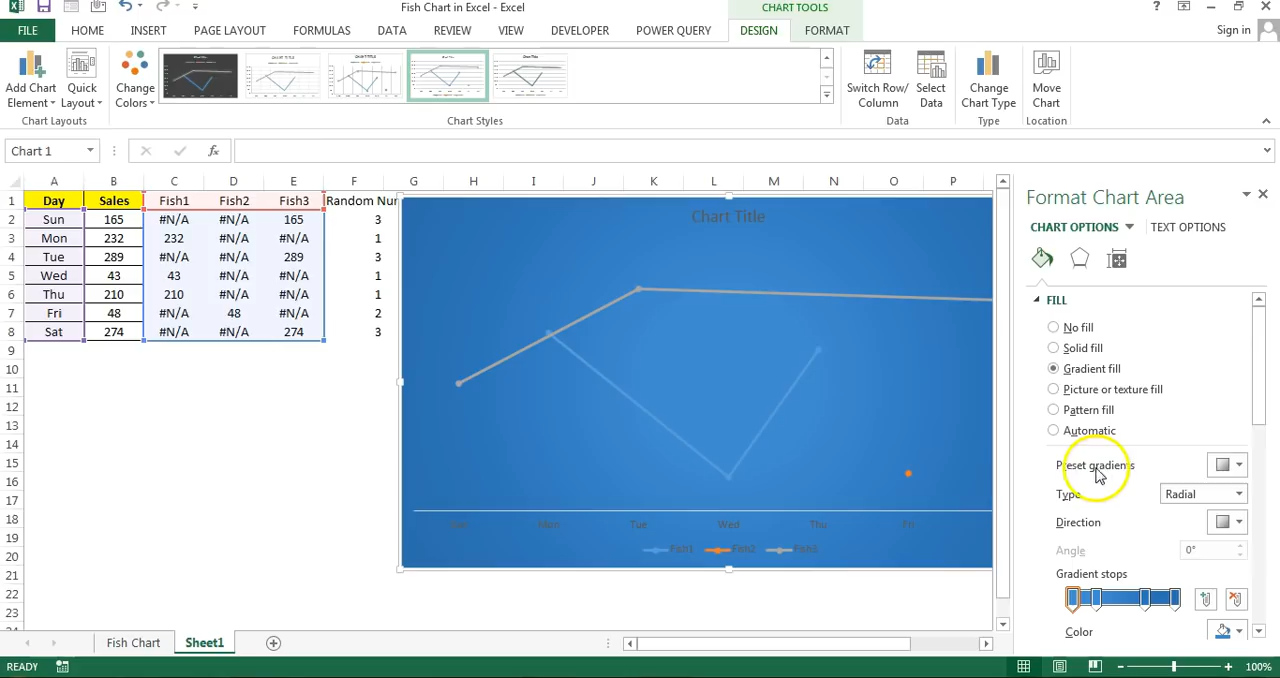 Fish Chart in Excel - Excel
CHART TOOLS
FILE HOME INSERT PAGE LAYOUT FORMULAS DATA REVIEW VIEW DEVELOPER POWER QUERY DESIGN FORMAT
Sign in
Add Chart Element
Quick Layout
Change Colors
Switch Row/ Column
Select Data
Change Chart Type
Move Chart
Chart Layouts
Chart Styles
Data
Type
Location
Chart 1
fx
A B C D E F G H I J K L M N O P
1 Day Sales Fish1 Fish2 Fish3 Random Num
2 Sun 165 #N/A #N/A 165 3
3 Mon 232 232 #N/A #N/A 1
4 Tue 289 #N/A #N/A 289 3
5 Wed 43 43 #N/A #N/A 1
6 Thu 210 210 #N/A #N/A 1
7 Fri 48 #N/A 48 #N/A 2
8 Sat 274 #N/A #N/A 274 3
9
10
11
12
13
14
15
16
17
18
19
20
21
22
23
Chart Title
Sun Mon Tue Wed Thu Fri
Fish1 Fish2 Fish3
Format Chart Area
CHART OPTIONS TEXT OPTIONS
FILL
No fill
Solid fill
Gradient fill
Picture or texture fill
Pattern fill
Automatic
Preset gradients
Type Radial
Direction
Angle 0°
Gradient stops
Color
Fish Chart Sheet1
READY
100%